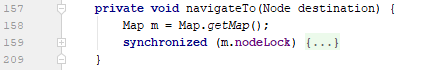 157 private void navigateTo(Node destination) {
158 Map m = Map.getMap();
159 synchronized (m.nodeLock) {...}
209 }